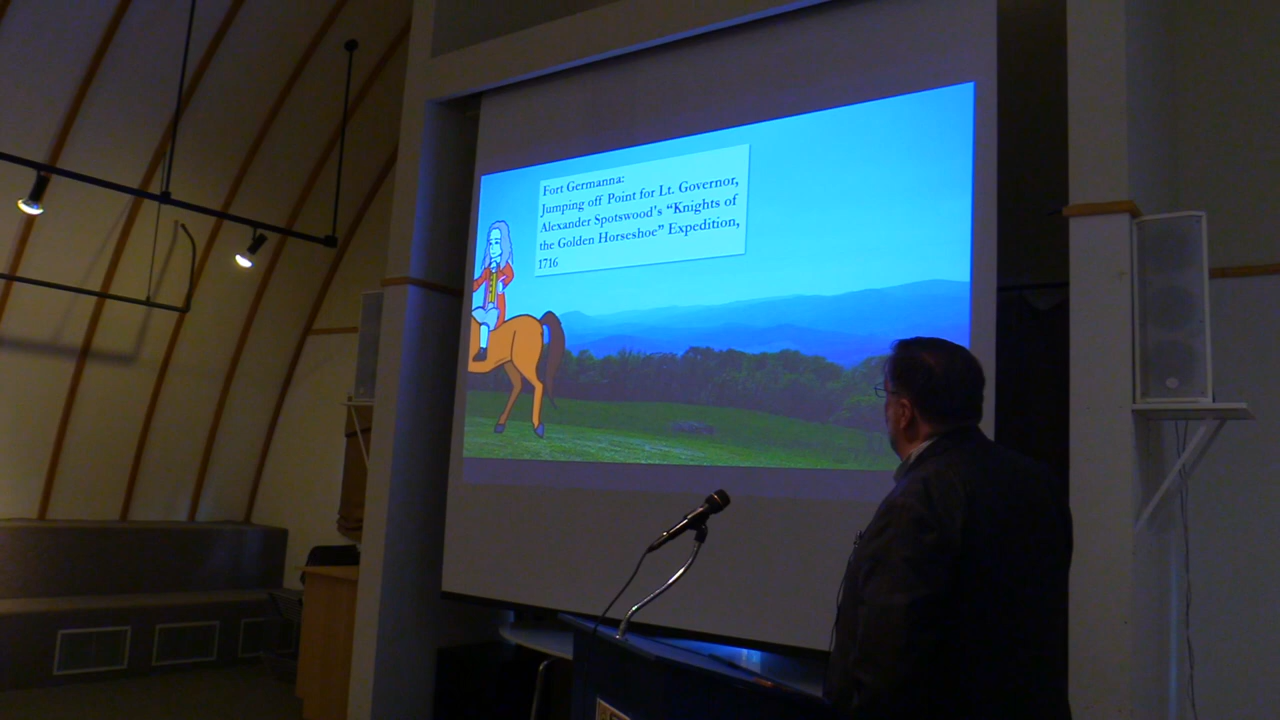 Fort Germanna:
Jumping off Point for Lt. Governor,
Alexander Spotswood's “Knights of
the Golden Horseshoe” Expedition,
1716